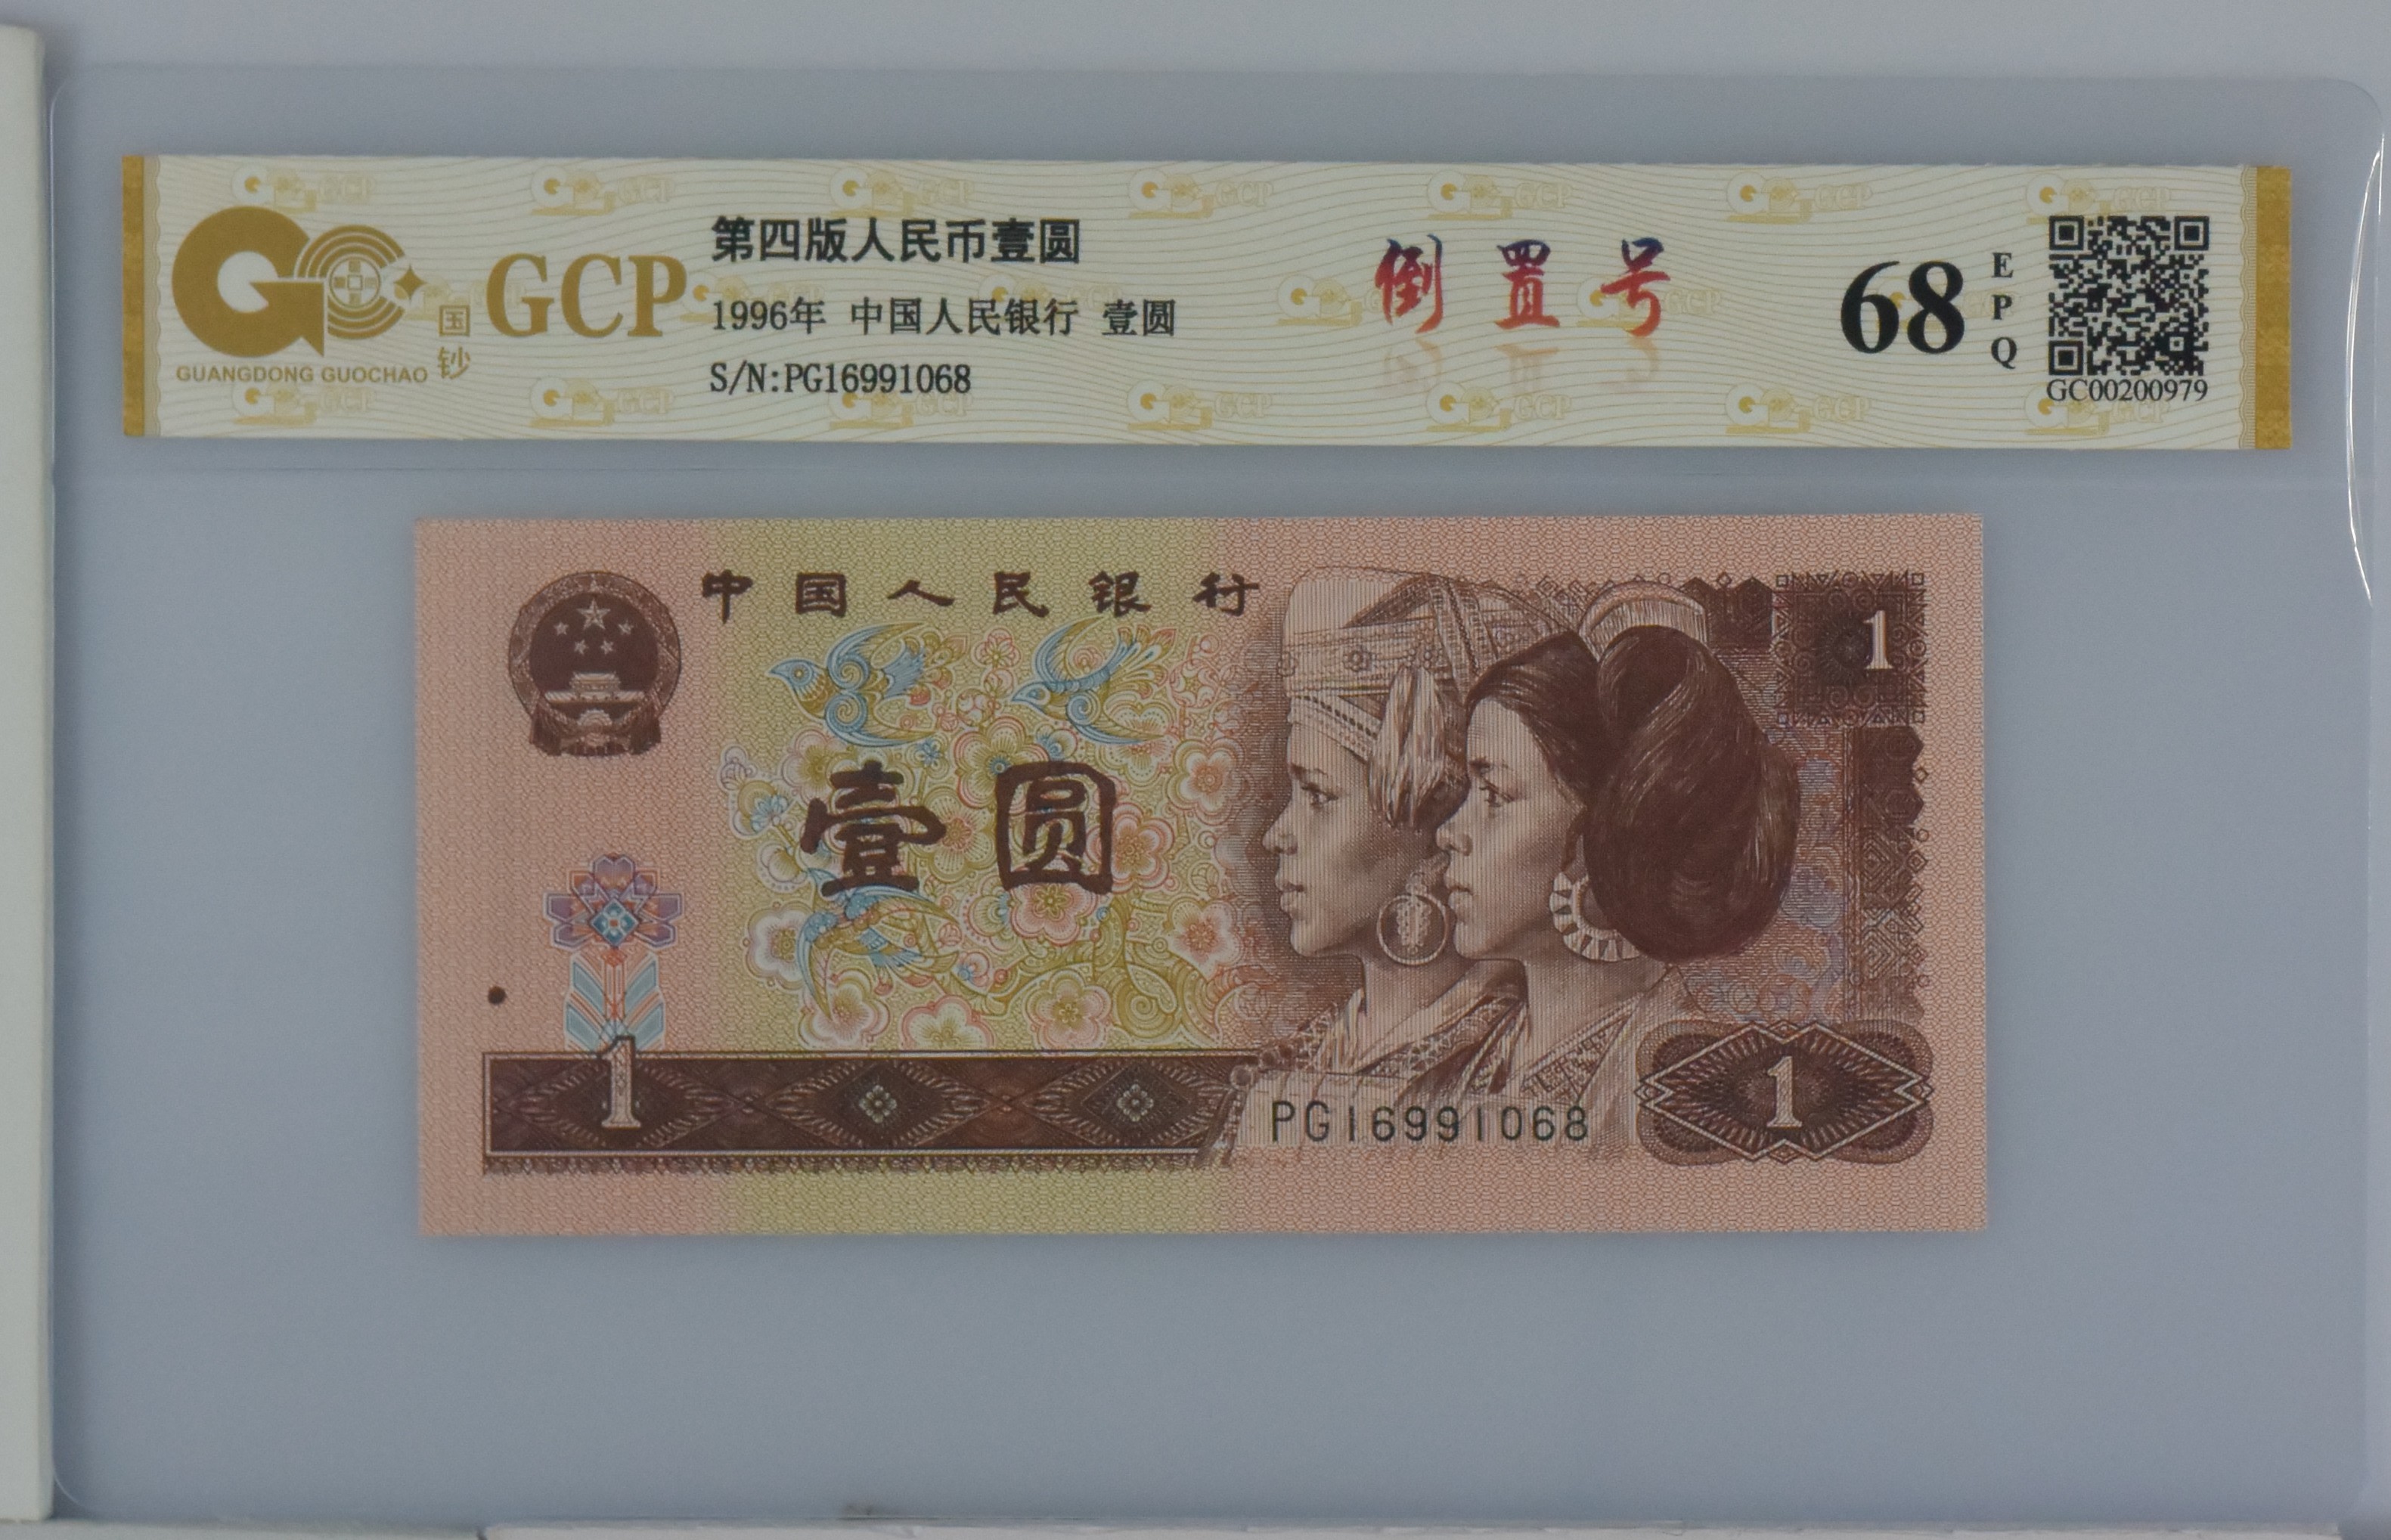 GUANGDONG GUOCHAO
国钞
GCP
第四版人民币壹圆
1996年 中国人民银行 壹圆
S/N:PG16991068
倒置号
68
EPQ
GC00200979
中国人民银行
1
壹圆
1
PG16991068
1